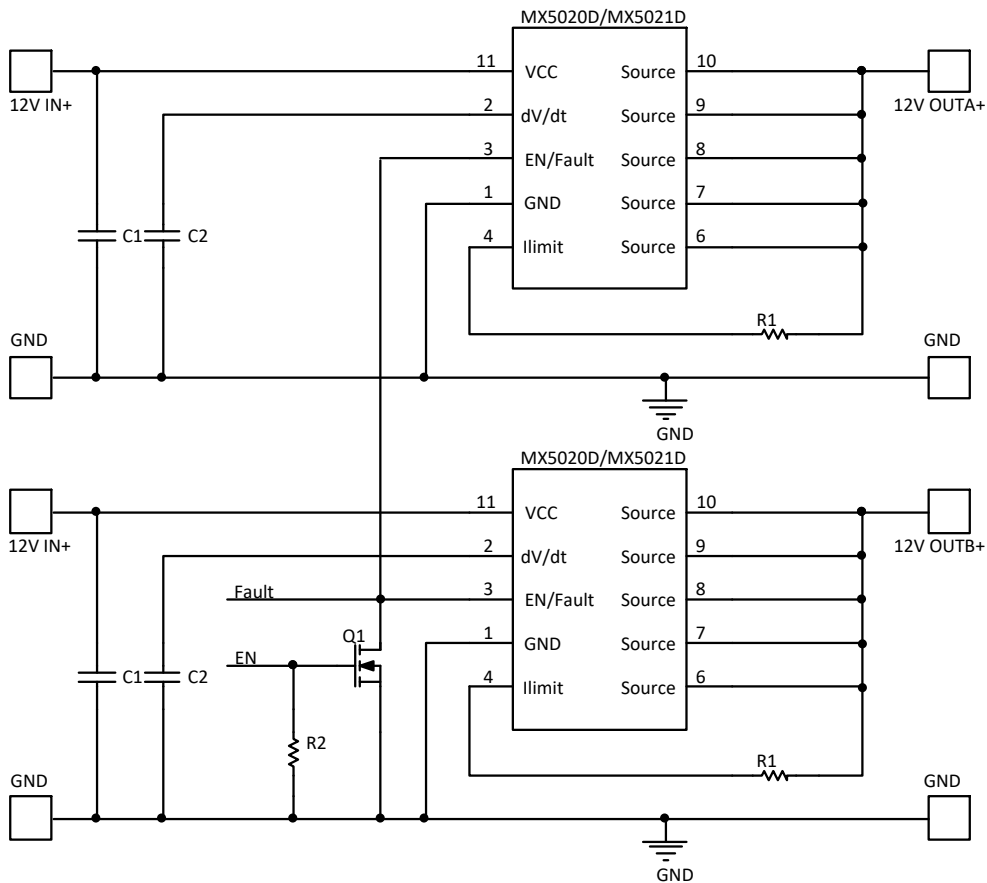 MX5020D/MX5021D
12V IN+
11 VCC Source 10
12V OUTA+
2 dV/dt Source 9
3 EN/Fault Source 8
1 GND Source 7
C1 C2
4 Ilimit Source 6
R1
GND
GND
GND
MX5020D/MX5021D
12V IN+
11 VCC Source 10
12V OUTB+
2 dV/dt Source 9
Fault
3 EN/Fault Source 8
Q1
1 GND Source 7
EN
C1 C2
4 Ilimit Source 6
R2
R1
GND
GND
GND